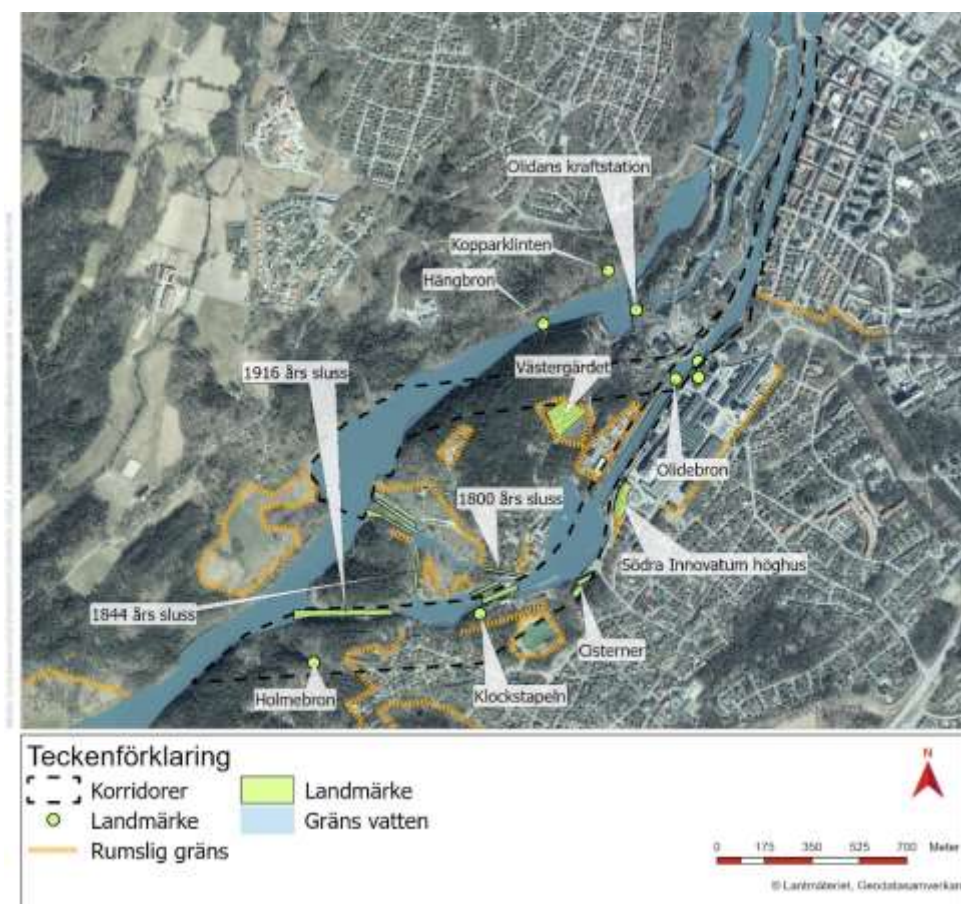 Olidans kraftstation
Kopparklinten
Hängbron
1916 års sluss
Västergärdet
Olidebron
1800 års sluss
Södra Innovatum höghus
1844 års sluss
Cisterner
Holmebron
Klockstapeln
Teckenförklaring
Korridorer
Landmärke
Landmärke
Gräns vatten
Rumslig gräns
N
0 175 350 525 700 Meter
© Lantmäteriet, Geodatasamverkan